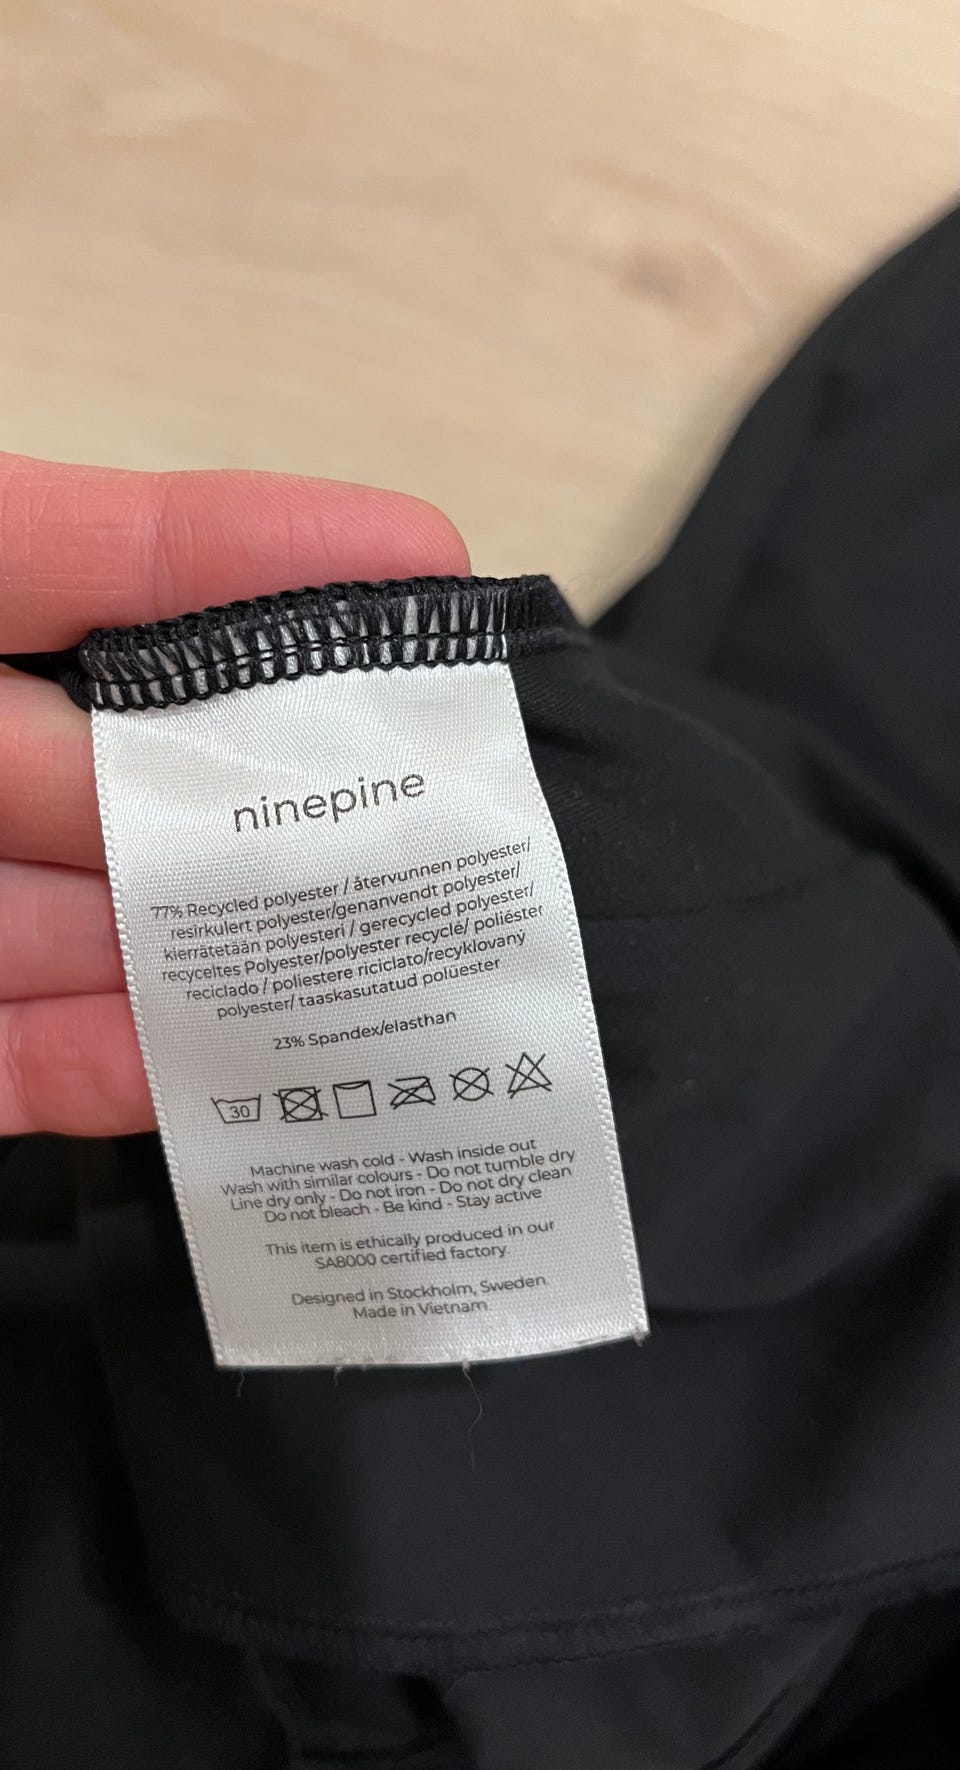 ninepine
77% Recycled polyester / återvunnen polyester/
resirkulert polyester/genanvendt polyester/
kierrätetään polyesteri / gerecycled polyester/
recyceltes Polyester/polyester recyclé/ poliéster
reciclado / poliestere riciclato/recyklovaný
polyester/ taaskasutatud polüester
23% Spandex/elasthan
30
Machine wash cold - Wash inside out
Wash with similar colours - Do not tumble dry
Line dry only - Do not iron - Do not dry clean
Do not bleach - Be kind - Stay active
This item is ethically produced in our
SA8000 certified factory.
Designed in Stockholm, Sweden.
Made in Vietnam.